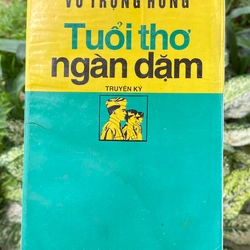 VŨ TRỌNG HÙNG
Tuổi thơ
ngàn dặm
TRUYỆN KÝ